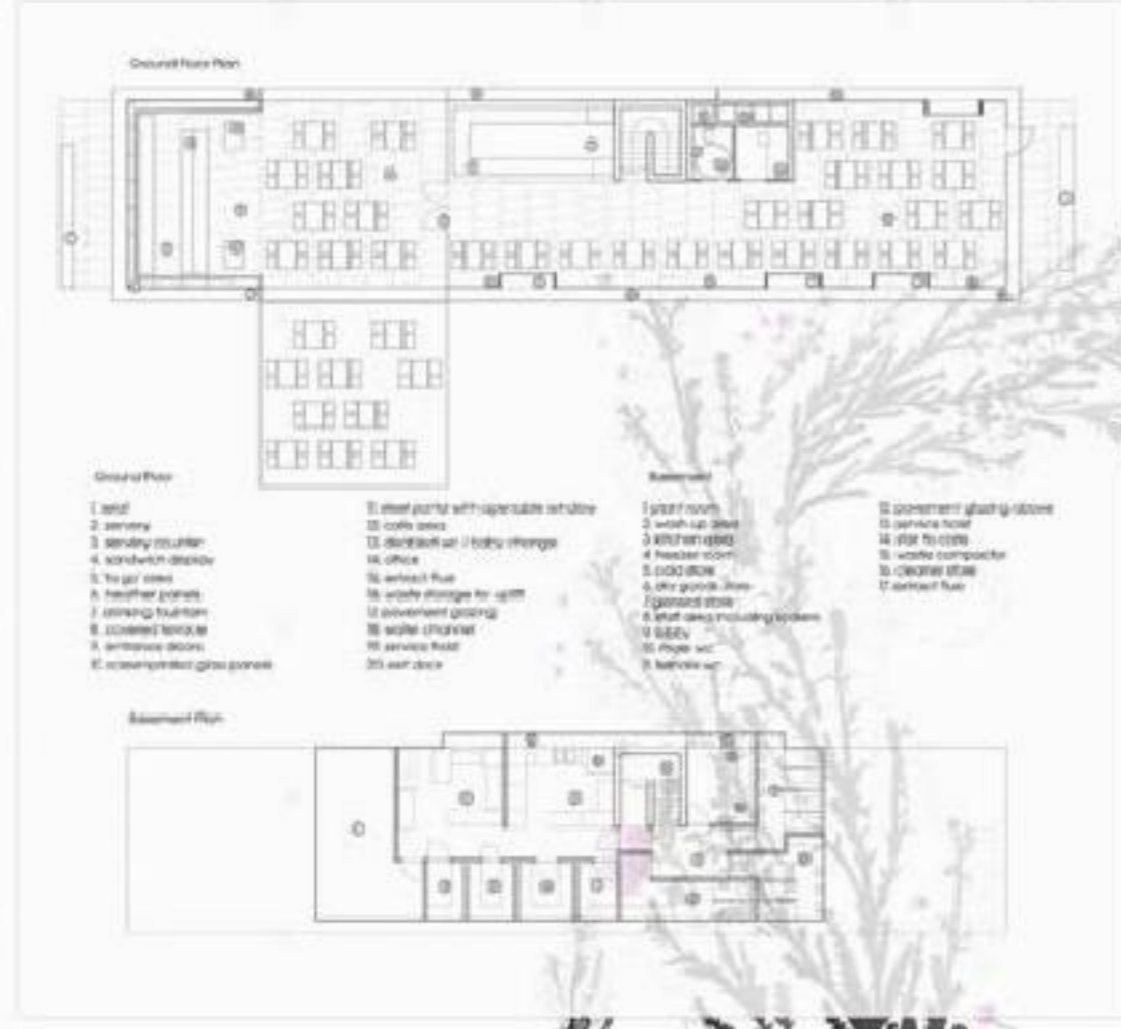 Ground Floor Plan
Ground Floor
1. seat
2. servery
3. servery counter
4. sandwich display
5. 'to go' area
6. heather panels
7. drinking fountain
8. covered terrace
9. entrance doors
10. screenprinted glass panels
11. steel portal with openable window
12. cafe area
13. disabled wc / baby change
14. office
15. extract flue
16. waste storage for uplift
17. pavement glazing
18. water channel
19. service hoist
20. exit door
Basement
1. plant room
2. wash up area
3. kitchen area
4. freezer room
5. cold store
6. dry goods store
7. general store
8. staff area including lockers
9. lobby
10. male wc
11. female wc
12. pavement glazing above
13. service hoist
14. stair to cafe
15. waste compactor
16. cleaner store
17. extract flue
Basement Plan